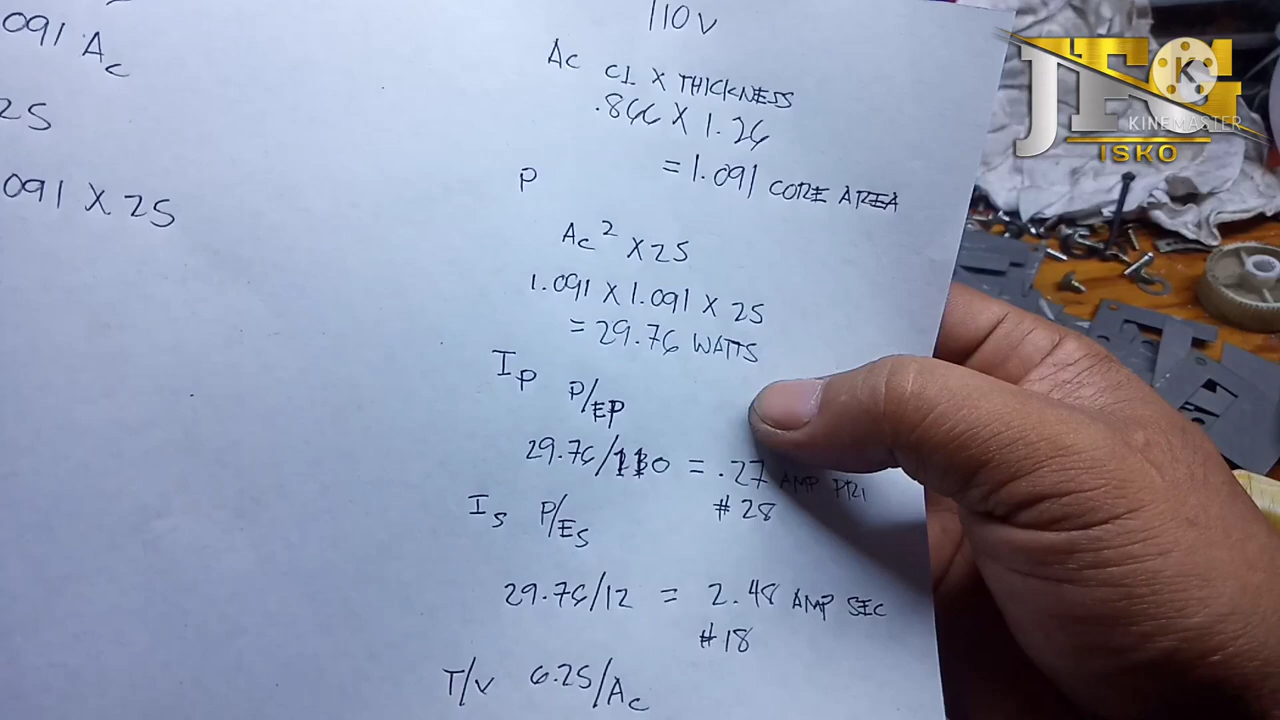 .091 Ac
25
.091 X 25
110V
Ac CL X THICKNESS
.866 X 1.26
= 1.091 CORE AREA
P
Ac² X 25
1.091 X 1.091 X 25
= 29.76 WATTS
Ip P/EP
29.76/110 = .27 AMP PRI
#28
Is P/Es
29.76/12 = 2.48 AMP SEC
#18
T/V 6.25/Ac
JFG
K
KINEMASTER
ISKO